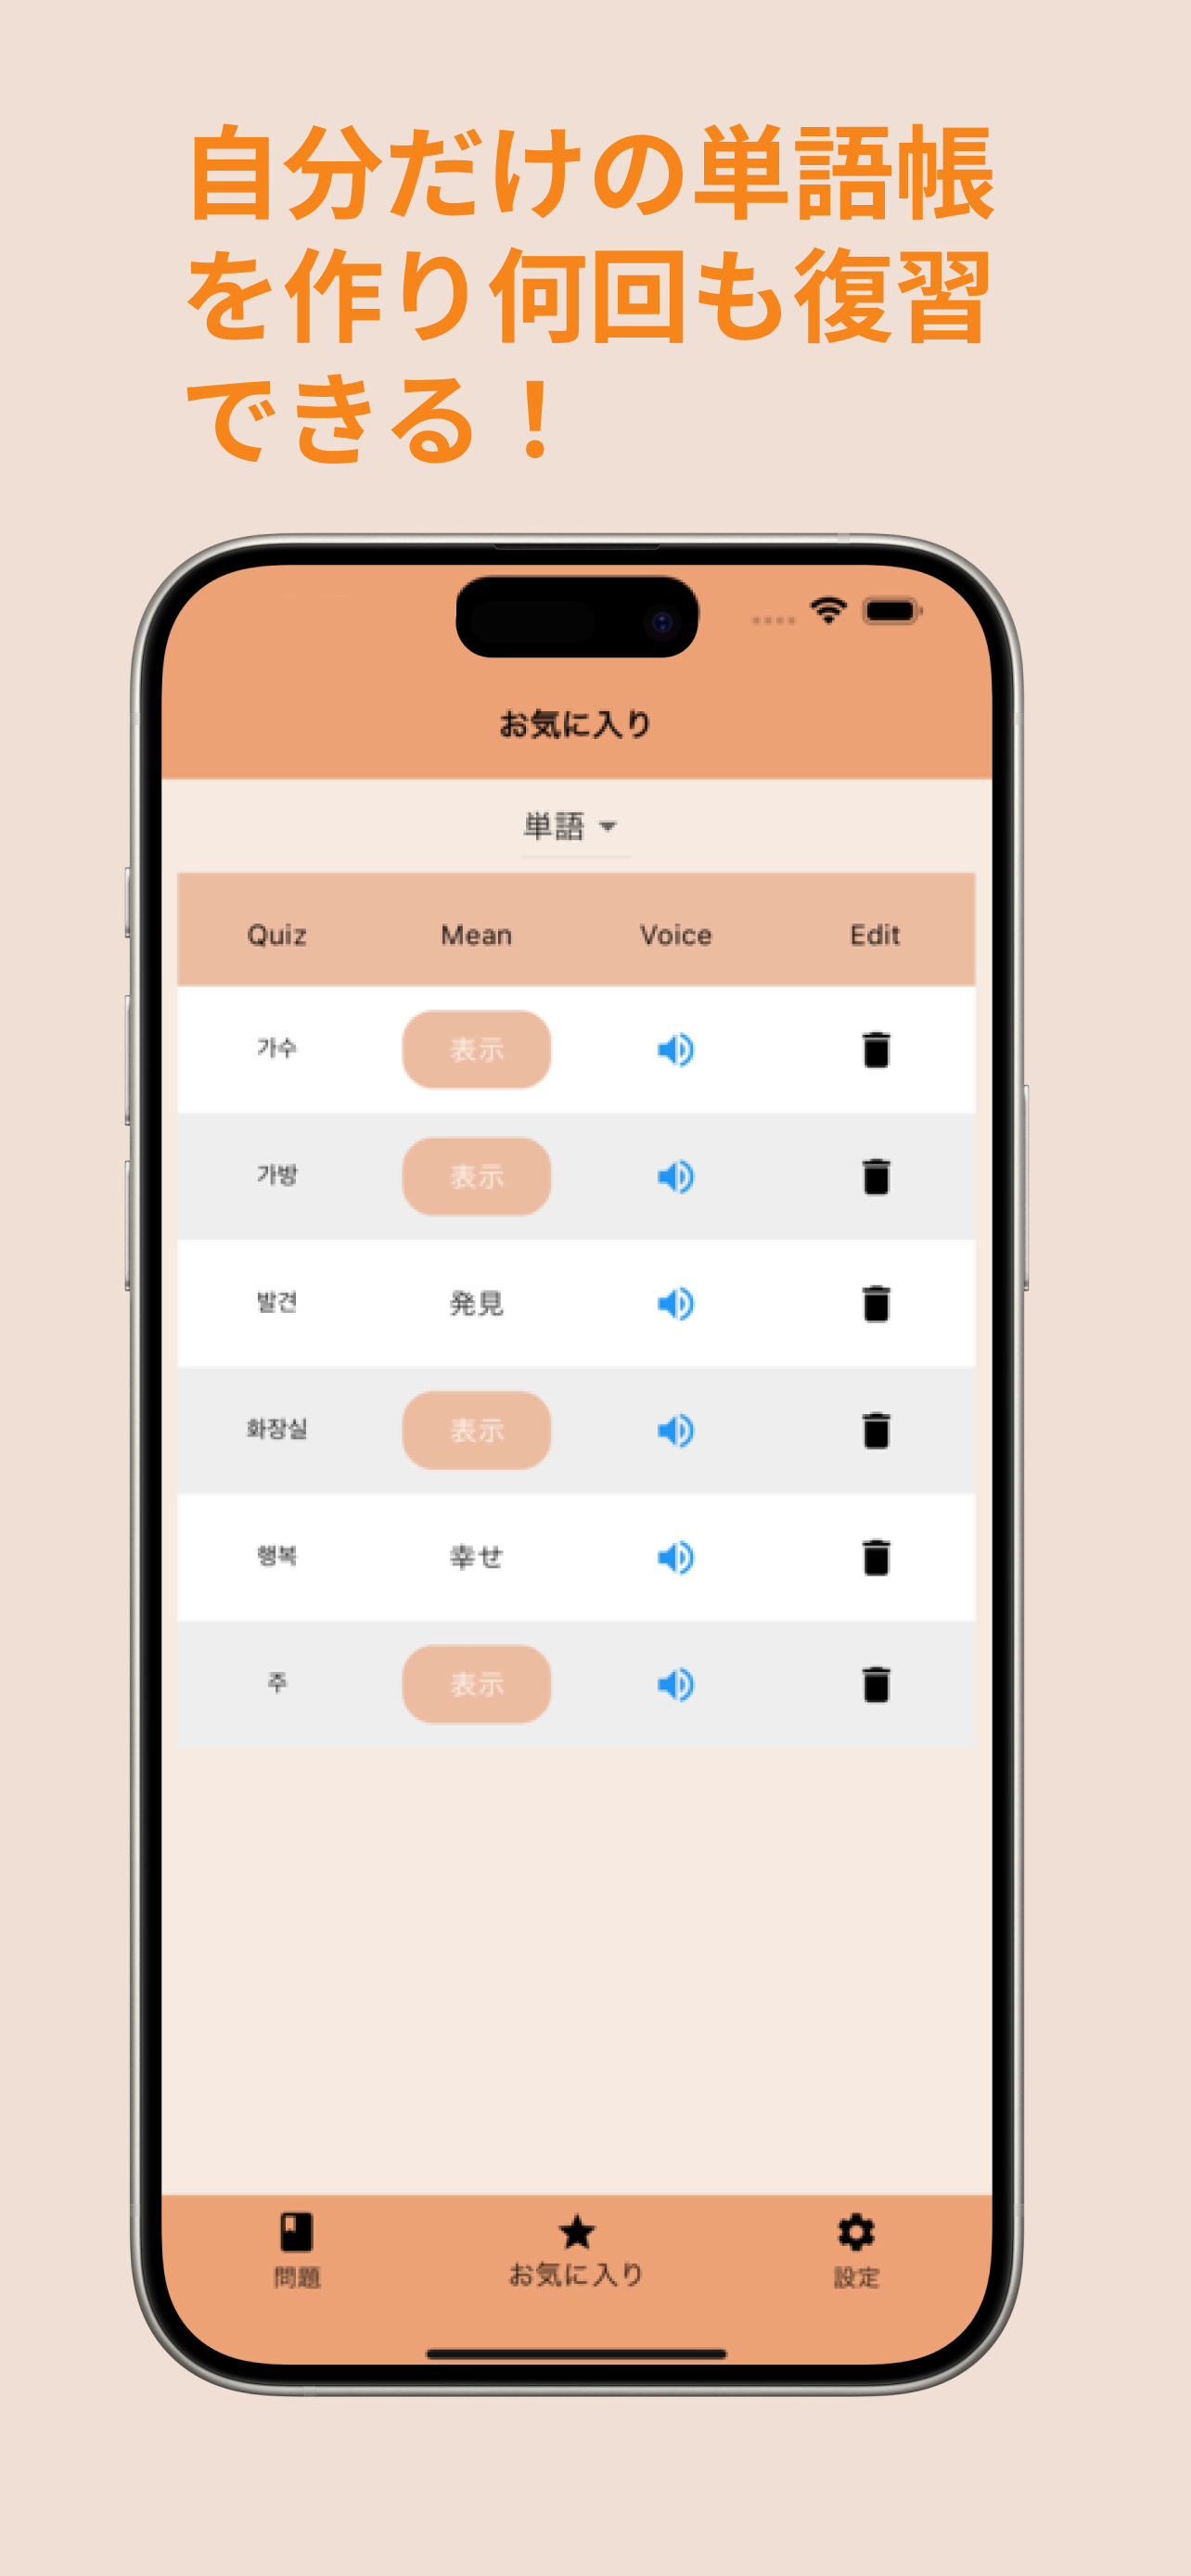 自分だけの単語帳
を作り何回も復習
できる！
お気に入り
単語
Quiz Mean Voice Edit
가수 表示
가방 表示
발견 発見
화장실 表示
행복 幸せ
주 表示
問題 お気に入り 設定